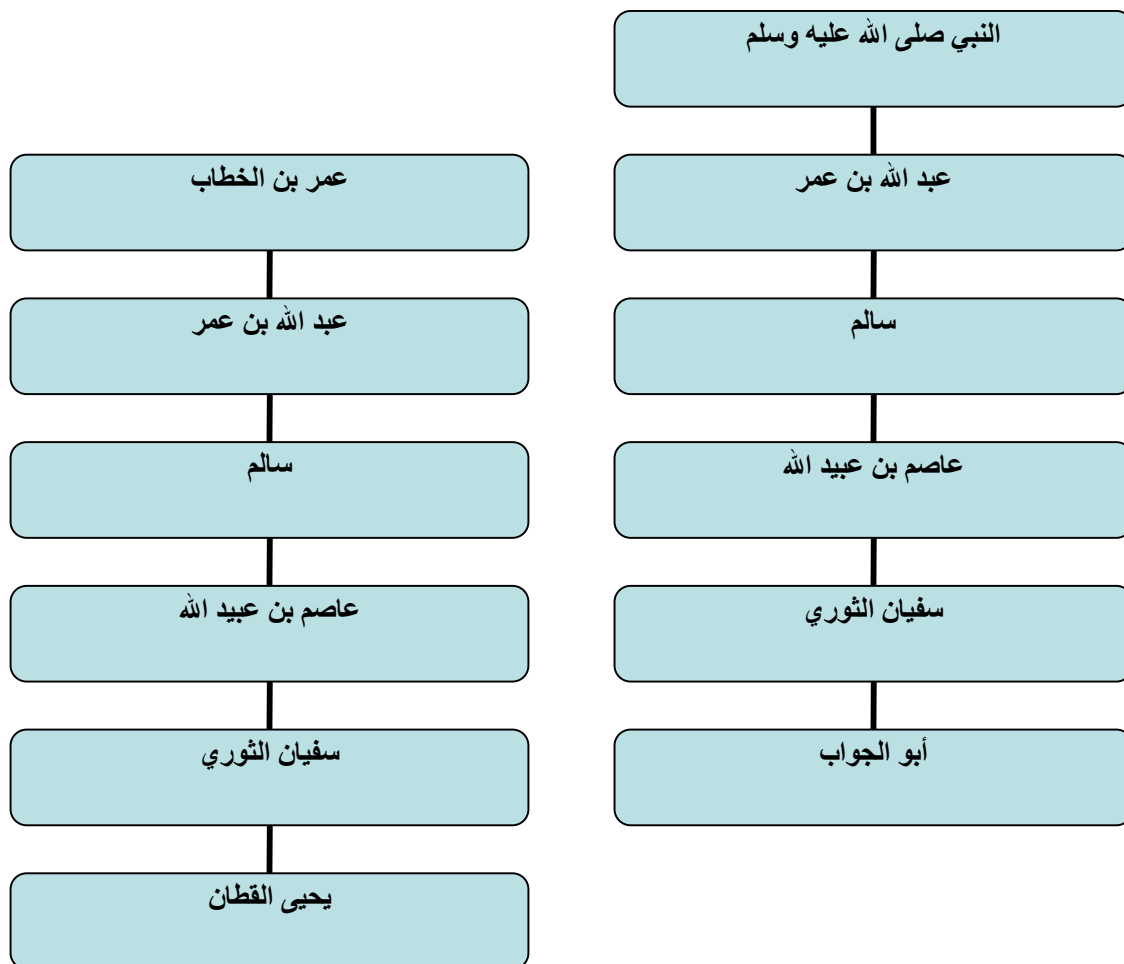 النبي صلى الله عليه وسلم
عبد الله بن عمر
سالم
عاصم بن عبيد الله
سفيان الثوري
أبو الجواب
عمر بن الخطاب
عبد الله بن عمر
سالم
عاصم بن عبيد الله
سفيان الثوري
يحيى القطان